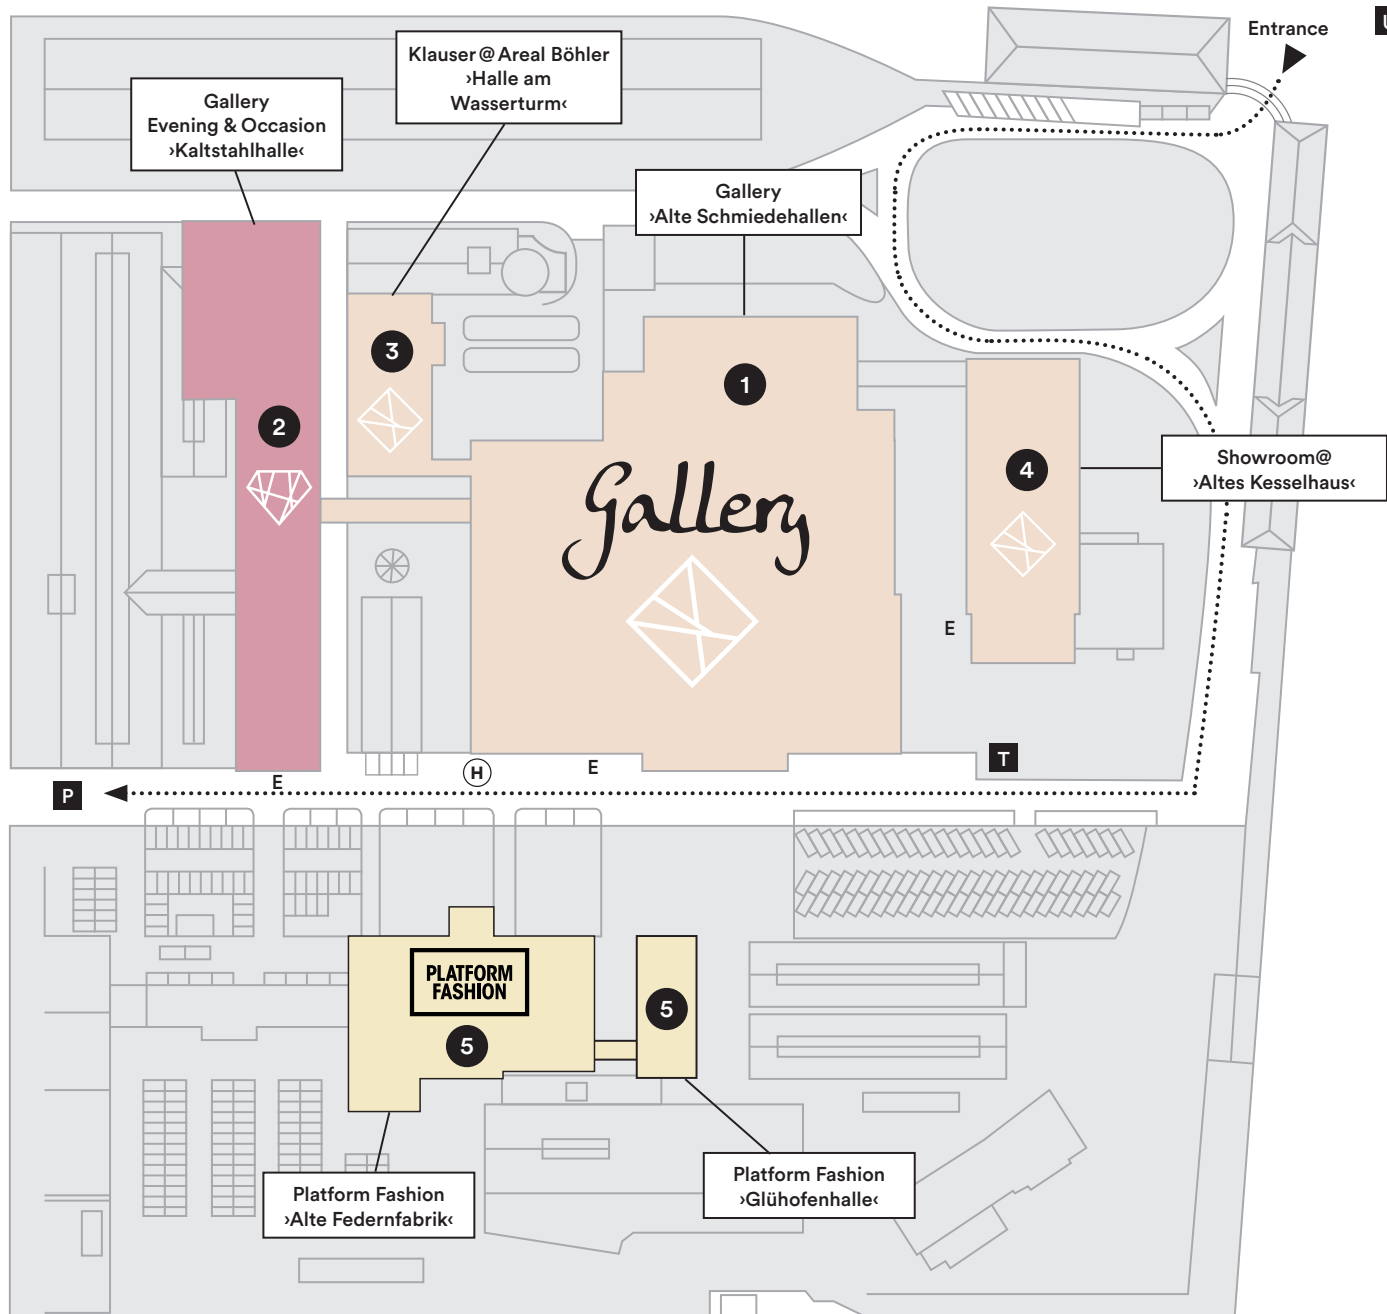 Entrance
U
Klauser @ Areal Böhler
›Halle am
Wasserturm‹
Gallery
Evening & Occasion
›Kaltstahlhalle‹
Gallery
›Alte Schmiedehallen‹
3
1
2
4
Showroom@
›Altes Kesselhaus‹
Gallery
E
T
H
E
E
P
PLATFORM
FASHION
5
5
Platform Fashion
›Glühofenhalle‹
Platform Fashion
›Alte Federnfabrik‹